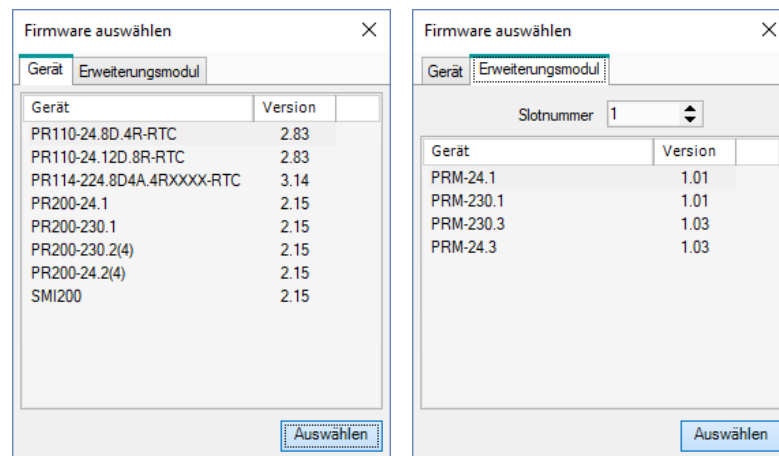 Firmware auswählen
Gerät Erweiterungsmodul
Gerät Version
PR110-24.8D.4R-RTC 2.83
PR110-24.12D.8R-RTC 2.83
PR114-224.8D4A.4RXXXX-RTC 3.14
PR200-24.1 2.15
PR200-230.1 2.15
PR200-230.2(4) 2.15
PR200-24.2(4) 2.15
SMI200 2.15
Auswählen
Firmware auswählen
Gerät Erweiterungsmodul
Slotnummer 1
Gerät Version
PRM-24.1 1.01
PRM-230.1 1.01
PRM-230.3 1.03
PRM-24.3 1.03
Auswählen